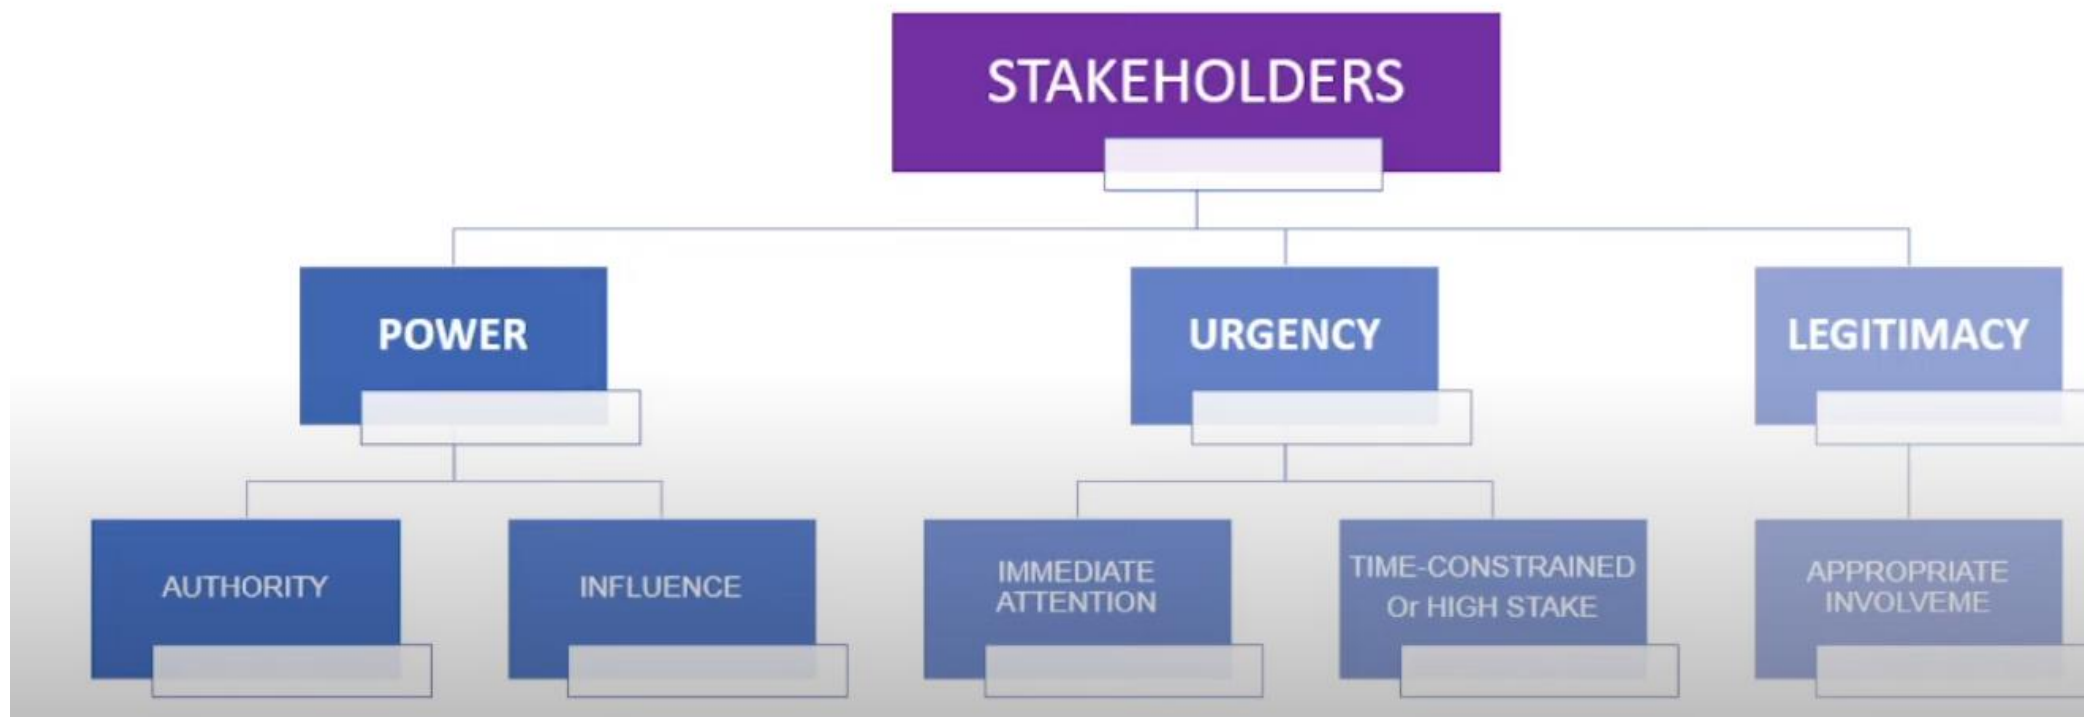 STAKEHOLDERS
POWER
URGENCY
LEGITIMACY
AUTHORITY
INFLUENCE
IMMEDIATE
ATTENTION
TIME-CONSTRAINED
Or HIGH STAKE
APPROPRIATE
INVOLVEME